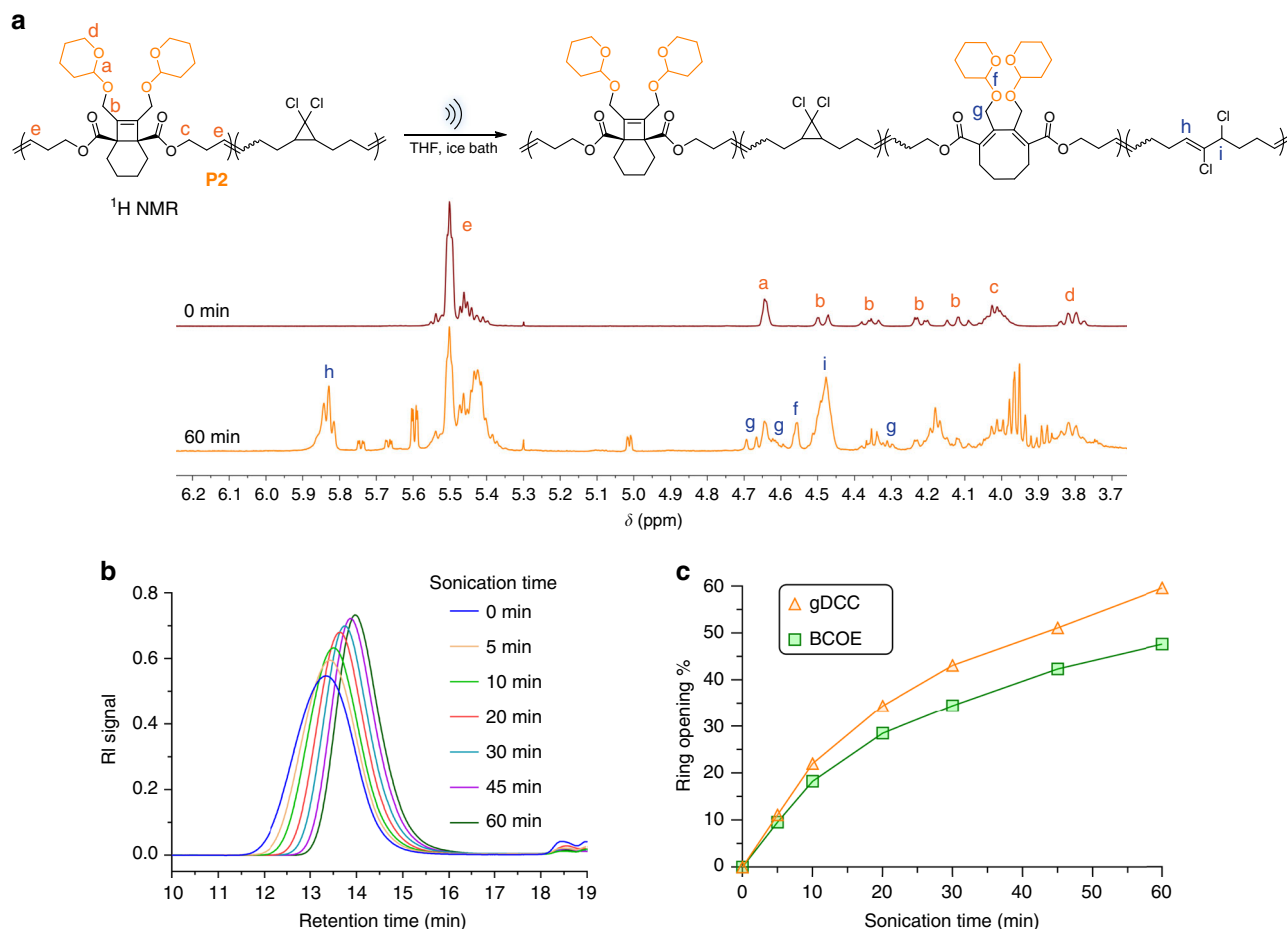 a
d
O
O
a
O
O
b
Cl
Cl
e
O
O
c
e
O
O
P2
THF, ice bath
O
O
O
O
O
O
O
O
Cl
Cl
O
O
f
O
O
g
O
O
O
O
h
Cl
i
Cl
¹H NMR
e
0 min
a
b
b
b
b
c
d
h
60 min
g
g
f
i
g
6.2 6.1 6.0 5.9 5.8 5.7 5.6 5.5 5.4 5.3 5.2 5.1 5.0 4.9 4.8 4.7 4.6 4.5 4.4 4.3 4.2 4.1 4.0 3.9 3.8 3.7
δ (ppm)
b
Sonication time
0 min
5 min
10 min
20 min
30 min
45 min
60 min
0.8
0.6
0.4
0.2
0.0
RI signal
10 11 12 13 14 15 16 17 18 19
Retention time (min)
c
gDCC
BCOE
60
50
40
30
20
10
0
Ring opening %
0 10 20 30 40 50 60
Sonication time (min)